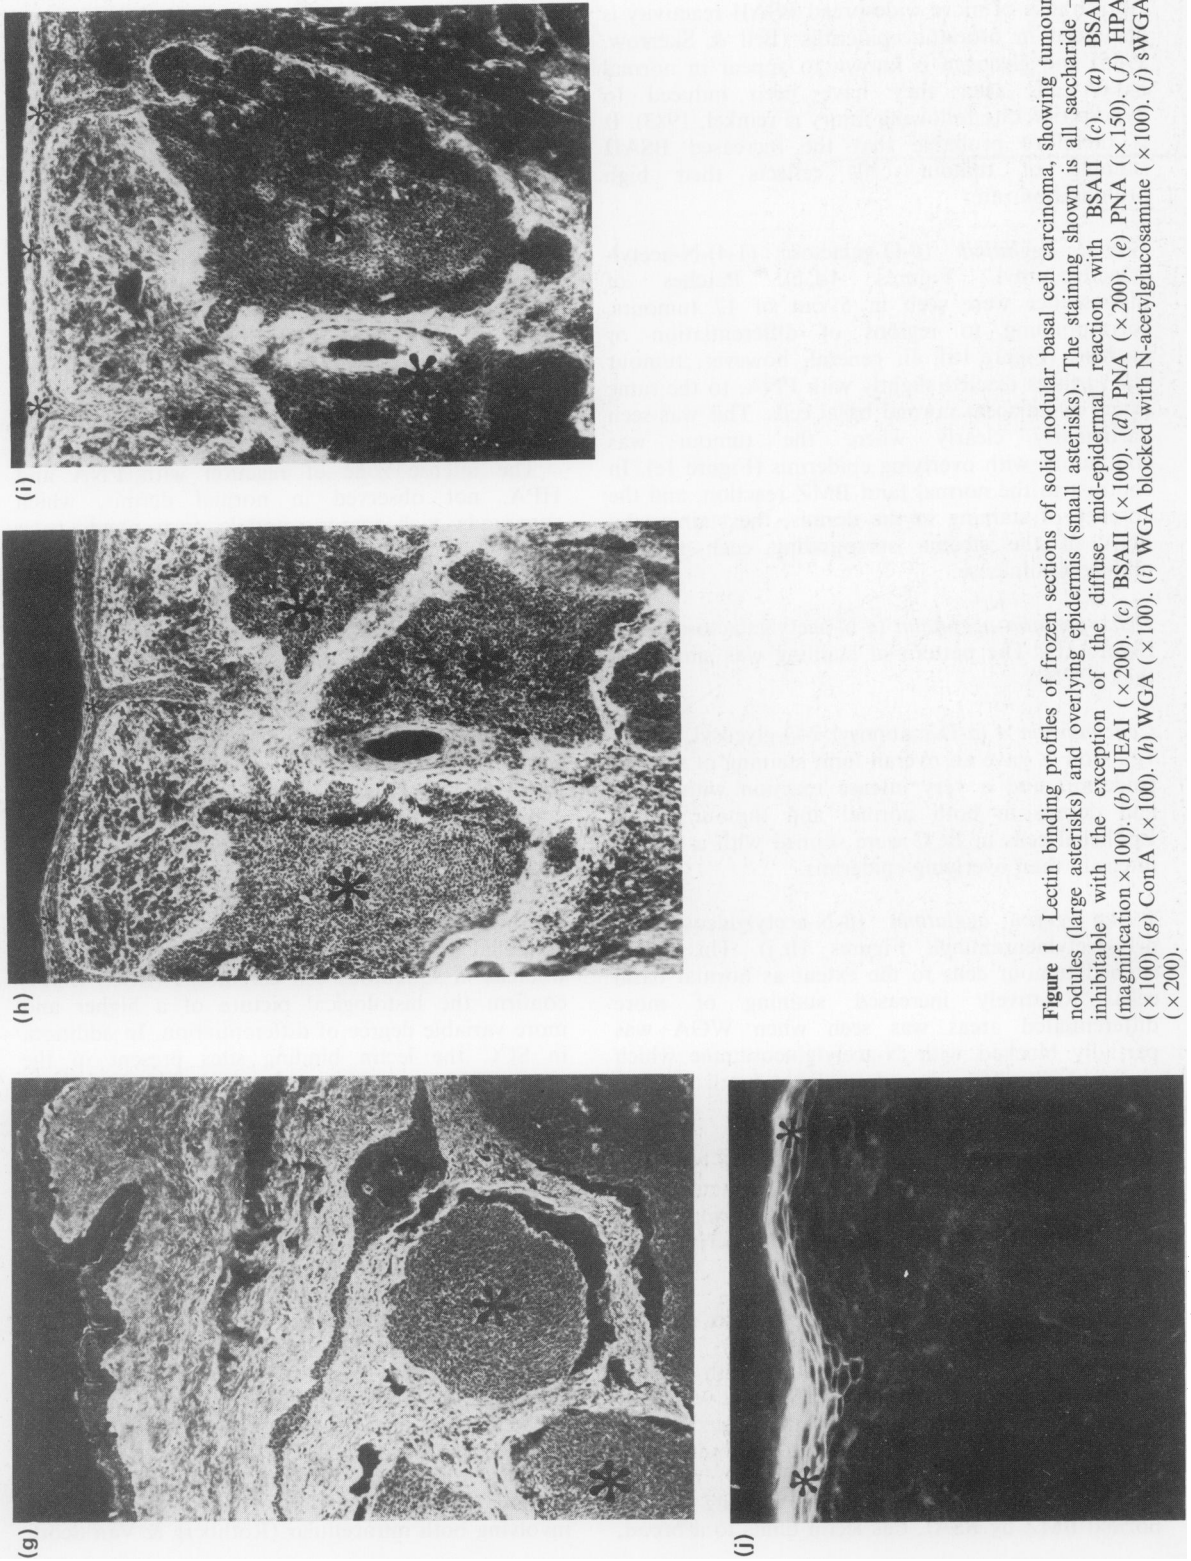 (g)
(h)
(i)
(j)
Figure 1 Lectin binding profiles of frozen sections of solid nodular basal cell carcinoma, showing tumour
nodules (large asterisks) and overlying epidermis (small asterisks). The staining shown is all saccharide
inhibitable with the exception of the diffuse mid-epidermal reaction with BSAII (c). (a) BSAI
(magnification × 100). (b) UEAI (× 200). (c) BSAII (× 100). (d) PNA (× 200). (e) PNA (× 150). (f) HPA
(× 100). (g) Con A (× 100). (h) WGA (× 100). (i) WGA blocked with N-acetylglucosamine (× 100). (j) sWGA
(× 200).